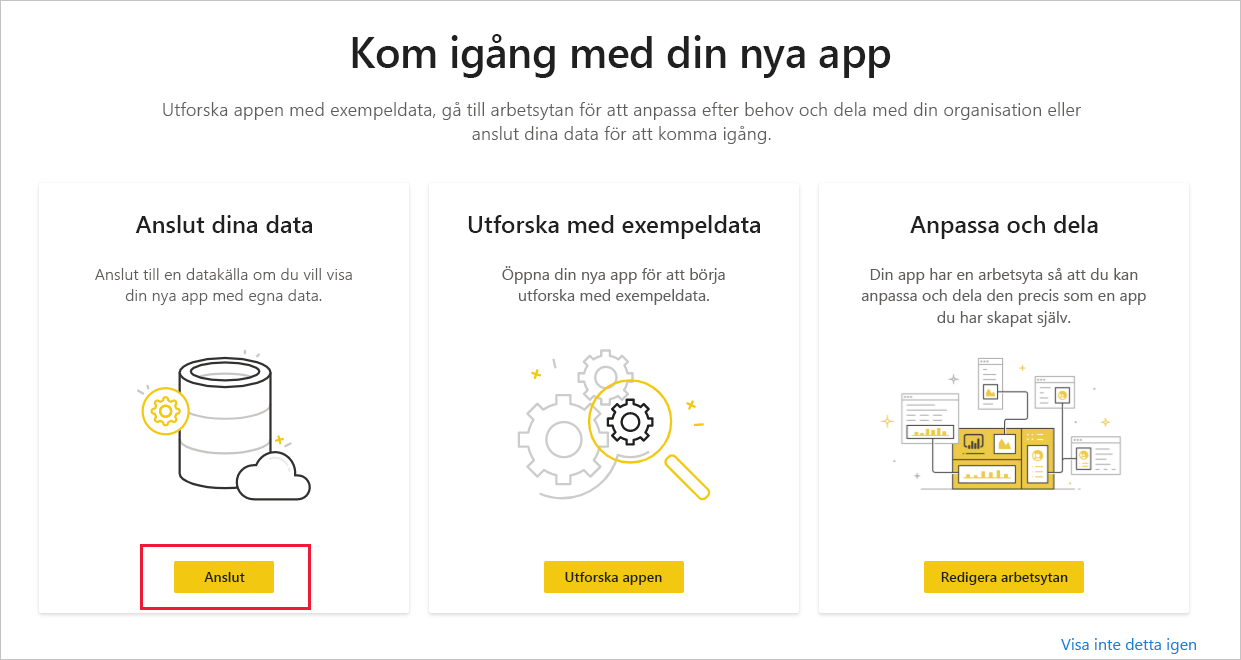 Kom igång med din nya app
Utforska appen med exempeldata, gå till arbetsytan för att anpassa efter behov och dela med din organisation eller
anslut dina data för att komma igång.
Anslut dina data
Anslut till en datakälla om du vill visa
din nya app med egna data.
Anslut
Utforska med exempeldata
Öppna din nya app för att börja
utforska med exempeldata.
Utforska appen
Anpassa och dela
Din app har en arbetsyta så att du kan
anpassa och dela den precis som en app
du har skapat själv.
Redigera arbetsytan
Visa inte detta igen